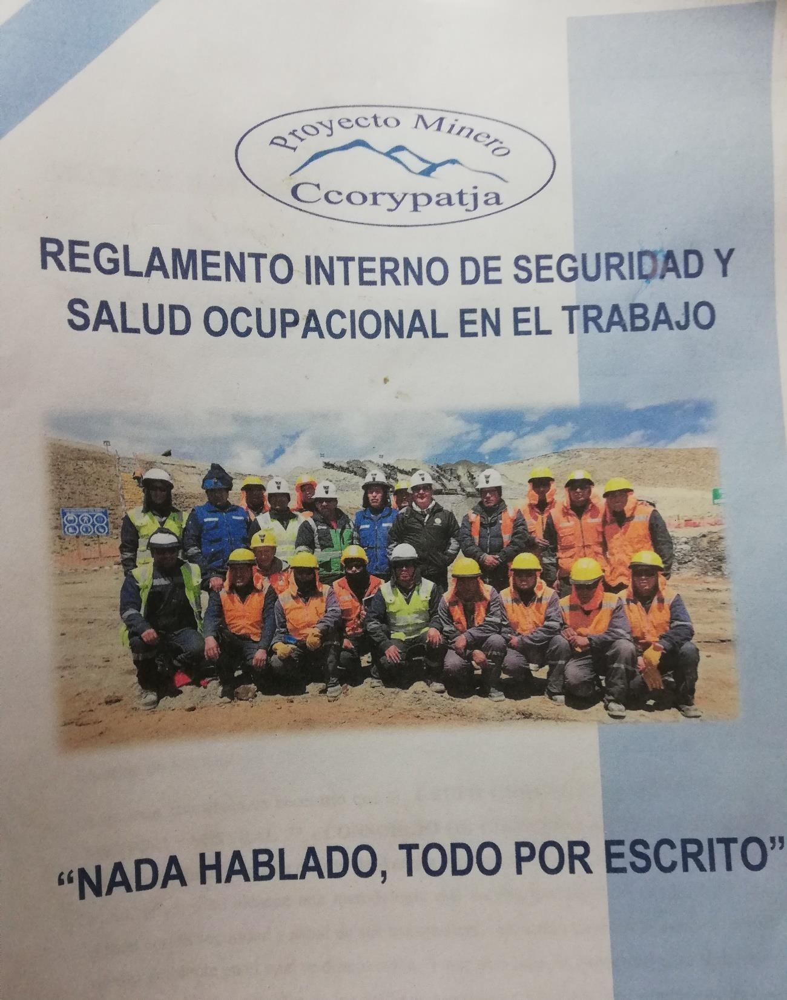 Proyecto Minero
Ccorypatja
REGLAMENTO INTERNO DE SEGURIDAD Y
SALUD OCUPACIONAL EN EL TRABAJO
“NADA HABLADO, TODO POR ESCRITO”